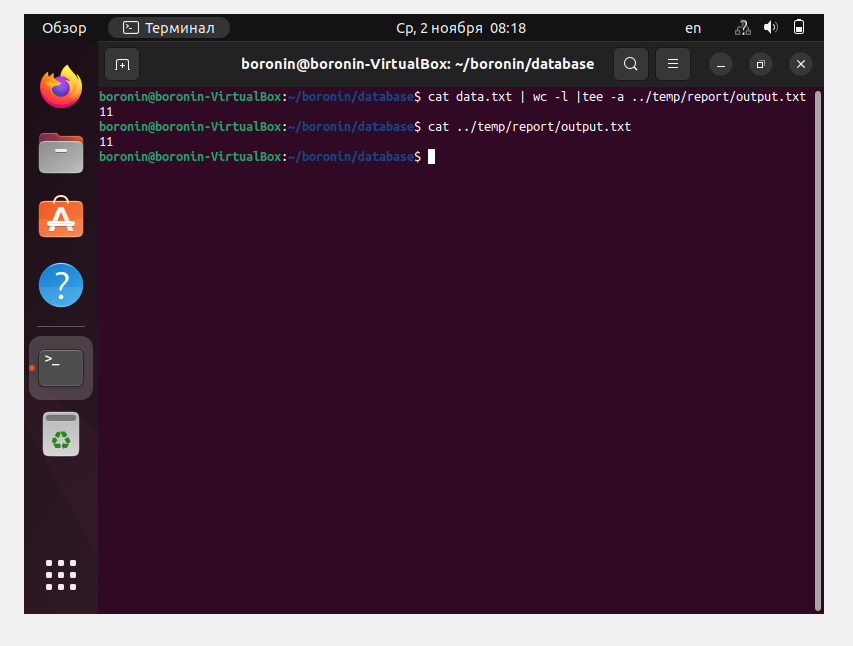 Обзор
Терминал
Ср, 2 ноября 08:18
en
boronin@boronin-VirtualBox: ~/boronin/database
boronin@boronin-VirtualBox:~/boronin/database$ cat data.txt | wc -l |tee -a ../temp/report/output.txt
11
boronin@boronin-VirtualBox:~/boronin/database$ cat ../temp/report/output.txt
11
boronin@boronin-VirtualBox:~/boronin/database$